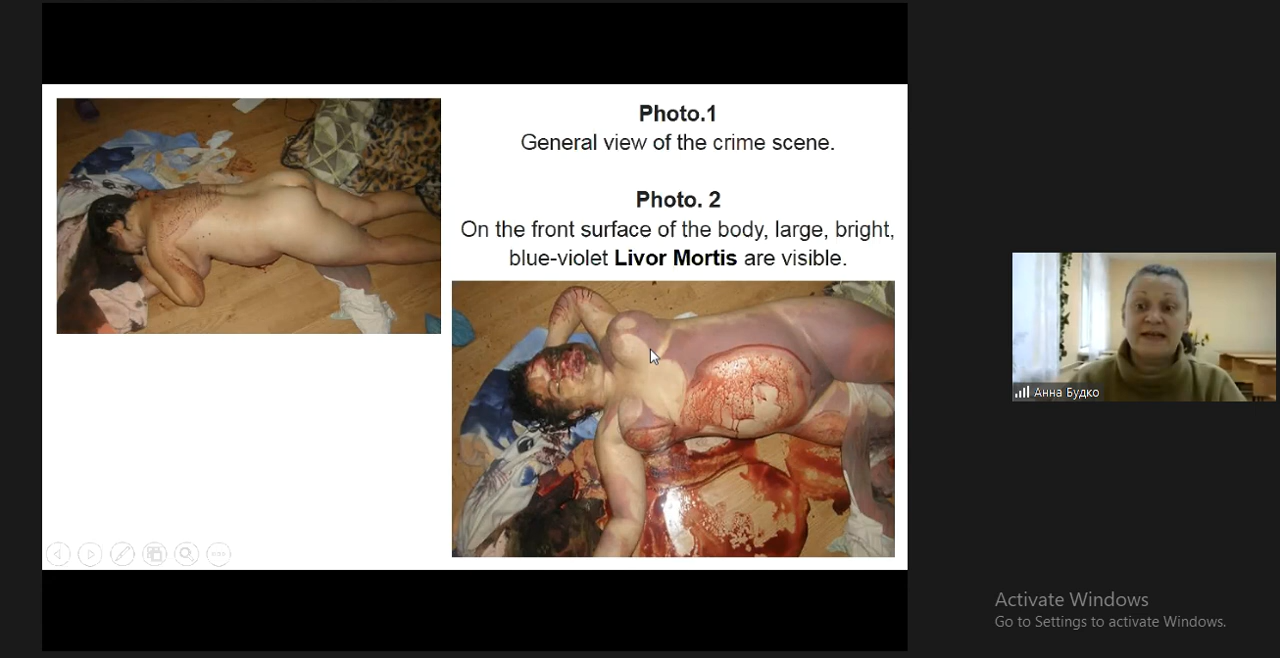 Photo.1
General view of the crime scene.
Photo. 2
On the front surface of the body, large, bright,
blue-violet Livor Mortis are visible.
Анна Будко
Activate Windows
Go to Settings to activate Windows.